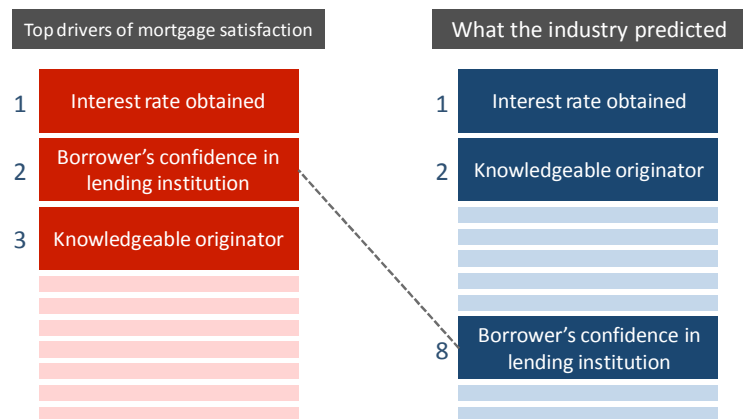 Top drivers of mortgage satisfaction
What the industry predicted
1
Interest rate obtained
2
Borrower’s confidence in
lending institution
3
Knowledgeable originator
1
Interest rate obtained
2
Knowledgeable originator
8
Borrower’s confidence in
lending institution